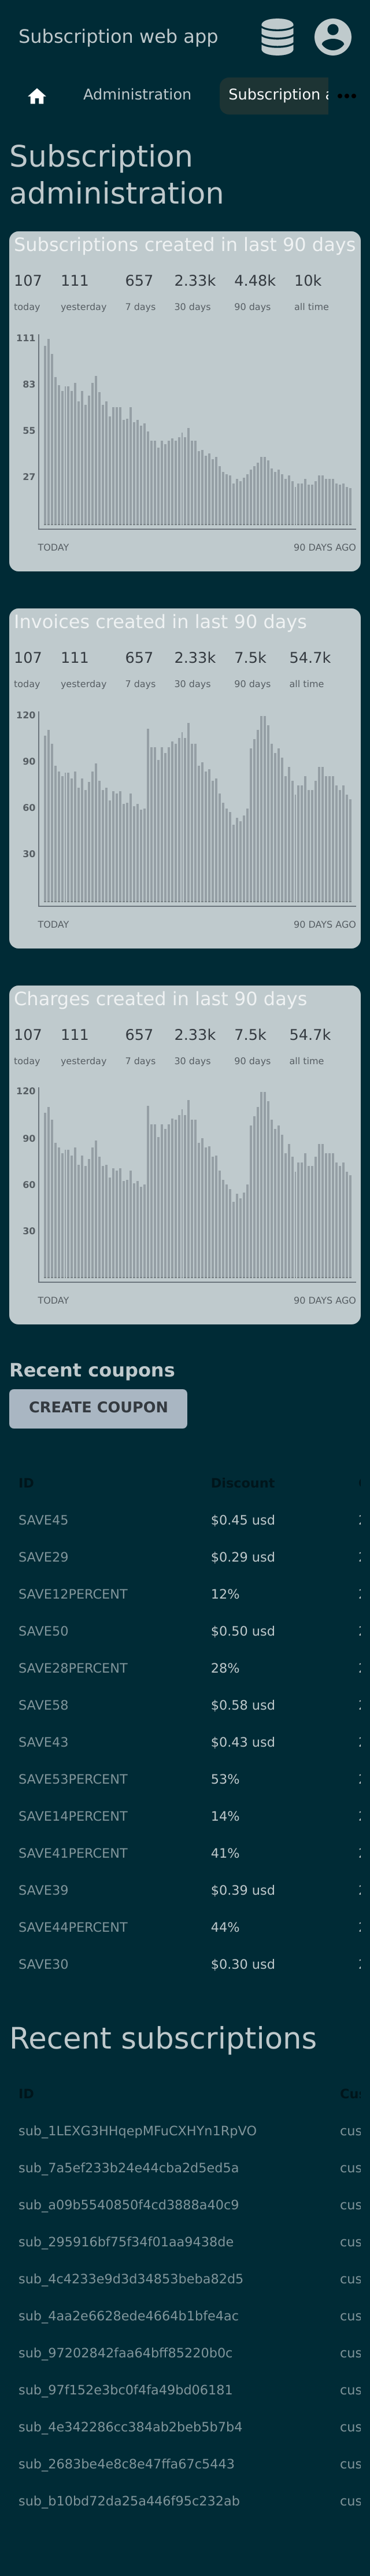 Subscription web app
Administration
Subscription a
Subscription
administration
Subscriptions created in last 90 days
107 111 657 2.33k 4.48k 10k
today yesterday 7 days 30 days 90 days all time
111
83
55
27
TODAY 90 DAYS AGO
Invoices created in last 90 days
107 111 657 2.33k 7.5k 54.7k
today yesterday 7 days 30 days 90 days all time
120
90
60
30
TODAY 90 DAYS AGO
Charges created in last 90 days
107 111 657 2.33k 7.5k 54.7k
today yesterday 7 days 30 days 90 days all time
120
90
60
30
TODAY 90 DAYS AGO
Recent coupons
CREATE COUPON
ID Discount
SAVE45 $0.45 usd
SAVE29 $0.29 usd
SAVE12PERCENT 12%
SAVE50 $0.50 usd
SAVE28PERCENT 28%
SAVE58 $0.58 usd
SAVE43 $0.43 usd
SAVE53PERCENT 53%
SAVE14PERCENT 14%
SAVE41PERCENT 41%
SAVE39 $0.39 usd
SAVE44PERCENT 44%
SAVE30 $0.30 usd
Recent subscriptions
ID Cus
sub_1LEXG3HHqepMFuCXHYn1RpVO cus
sub_7a5ef233b24e44cba2d5ed5a cus
sub_a09b5540850f4cd3888a40c9 cus
sub_295916bf75f34f01aa9438de cus
sub_4c4233e9d3d34853beba82d5 cus
sub_4aa2e6628ede4664b1bfe4ac cus
sub_97202842faa64bff85220b0c cus
sub_97f152e3bc0f4fa49bd06181 cus
sub_4e342286cc384ab2beb5b7b4 cus
sub_2683be4e8c8e47ffa67c5443 cus
sub_b10bd72da25a446f95c232ab cus